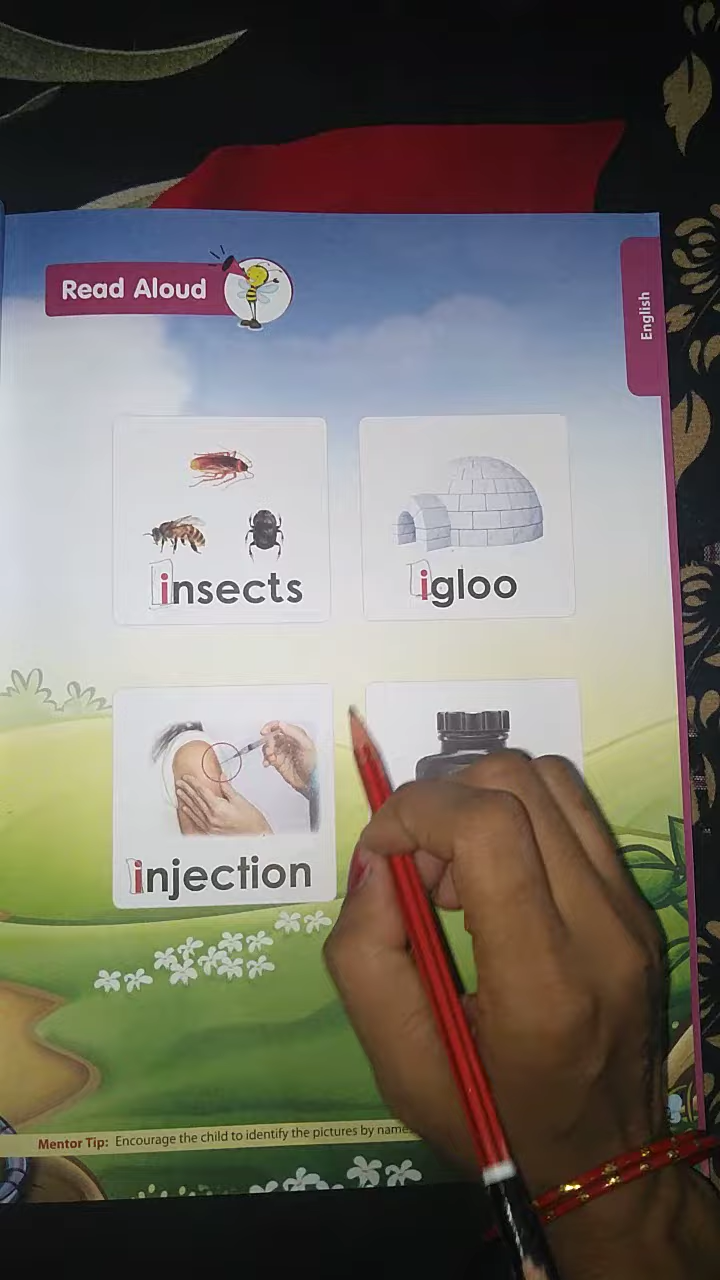 Read Aloud
English
insects
igloo
injection
Mentor Tip: Encourage the child to identify the pictures by name